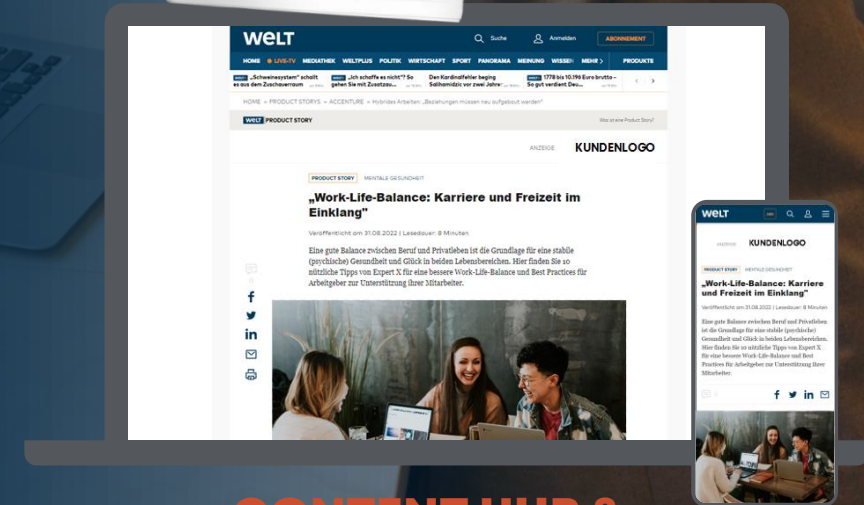 WELT
Suche
Anmelden
ABONNEMENT
HOME LIVE-TV MEDIATHEK WELTPLUS POLITIK WIRTSCHAFT SPORT PANORAMA MEINUNG WISSEN MEHR PRODUKTE
„Schweinesystem“ schallt es aus dem Zuschauerraum
„Ich schaffe es nicht“? So gehen Sie mit Zusatzau...
Den Kardinalfehler beging Salihamidzic vor zwei Jahren
1778 bis 10.196 Euro brutto – So gut verdient Deu...
HOME » PRODUCT STORYS » ACCENTURE » Hybrides Arbeiten: „Beziehungen müssen neu aufgebaut werden“
WELT PRODUCT STORY
Was ist eine Product Story?
ANZEIGE KUNDENLOGO
PRODUCT STORY MENTALE GESUNDHEIT
„Work-Life-Balance: Karriere und Freizeit im
Einklang"
Veröffentlicht am 31.08.2022 | Lesedauer: 8 Minuten
Eine gute Balance zwischen Beruf und Privatleben ist die Grundlage für eine stabile
(psychische) Gesundheit und Glück in beiden Lebensbereichen. Hier finden Sie 10
nützliche Tipps von Expert X für eine bessere Work-Life-Balance und Best Practices für
Arbeitgeber zur Unterstützung ihrer Mitarbeiter.
WELT
ANZEIGE KUNDENLOGO
PRODUCT STORY MENTALE GESUNDHEIT
„Work-Life-Balance: Karriere
und Freizeit im Einklang"
Veröffentlicht am 31.08.2022 | Lesedauer: 8 Minuten
Eine gute Balance zwischen Beruf und Privatleben
ist die Grundlage für eine stabile (psychische)
Gesundheit und Glück in beiden Lebensbereichen.
Hier finden Sie 10 nützliche Tipps von Expert X
für eine bessere Work-Life-Balance und Best
Practices für Arbeitgeber zur Unterstützung ihrer
Mitarbeiter.
CONTENT HUB &